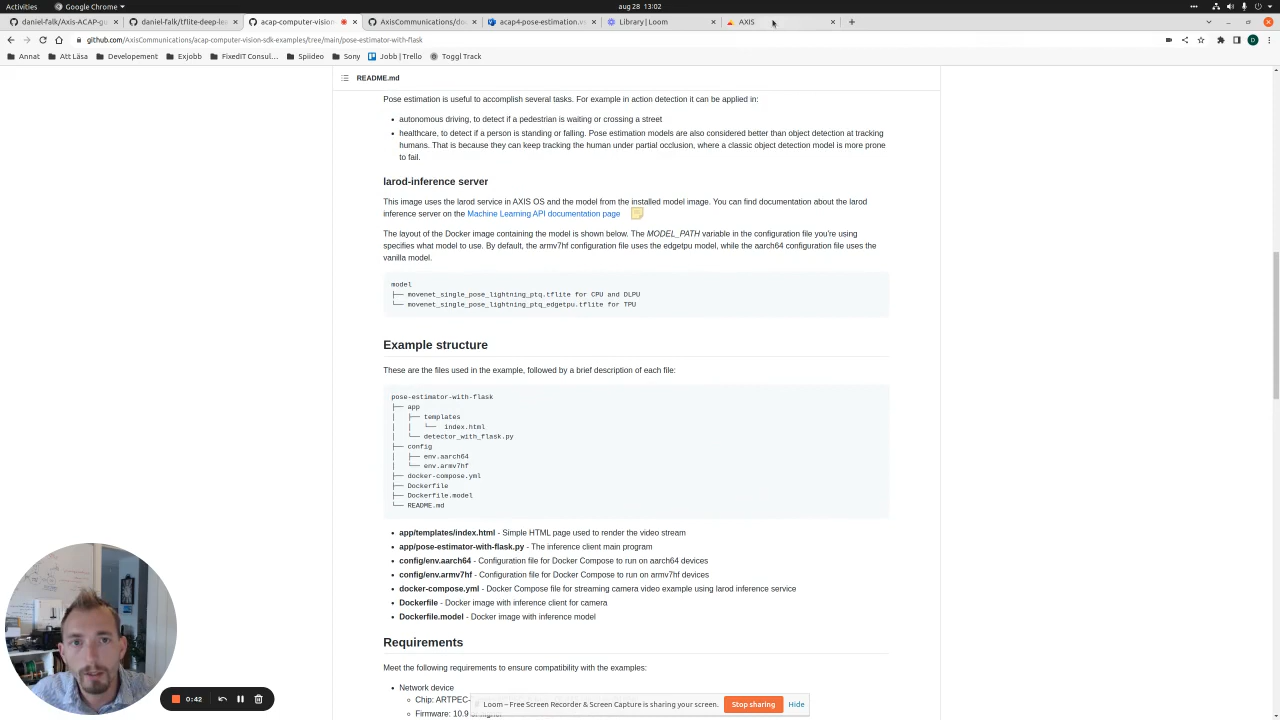 Activities
Google Chrome
aug 28 13:02
daniel-falk/Axis-ACAP-gu
daniel-falk/tflite-deep-le
acap-computer-vision
AxisCommunications/do
acap4-pose-estimation.v
Library | Loom
AXIS
github.com/AxisCommunications/acap-computer-vision-sdk-examples/tree/main/pose-estimator-with-flask
D
Annat
Att Läsa
Developement
Exjobb
FixedIT Consul…
Spiideo
Sony
Jobb | Trello
Toggl Track
README.md
Pose estimation is useful to accomplish several tasks. For example in action detection it can be applied in:
autonomous driving, to detect if a pedestrian is waiting or crossing a street
healthcare, to detect if a person is standing or falling. Pose estimation models are also considered better than object detection at tracking
humans. That is because they can keep tracking the human under partial occlusion, where a classic object detection model is more prone
to fail.
larod-inference server
This image uses the larod service in AXIS OS and the model from the installed model image. You can find documentation about the larod
inference server on the Machine Learning API documentation page
The layout of the Docker image containing the model is shown below. The MODEL_PATH variable in the configuration file you're using
specifies what model to use. By default, the armv7hf configuration file uses the edgetpu model, while the aarch64 configuration file uses the
vanilla model.
model
├── movenet_single_pose_lightning_ptq.tflite for CPU and DLPU
└── movenet_single_pose_lightning_ptq_edgetpu.tflite for TPU
Example structure
These are the files used in the example, followed by a brief description of each file:
pose-estimator-with-flask
├── app
│   ├── templates
│   │   └── index.html
│   └── detector_with_flask.py
├── config
│   ├── env.aarch64
│   └── env.armv7hf
├── docker-compose.yml
├── Dockerfile
├── Dockerfile.model
└── README.md
app/templates/index.html - Simple HTML page used to render the video stream
app/pose-estimator-with-flask.py - The inference client main program
config/env.aarch64 - Configuration file for Docker Compose to run on aarch64 devices
config/env.armv7hf - Configuration file for Docker Compose to run on armv7hf devices
docker-compose.yml - Docker Compose file for streaming camera video example using larod inference service
Dockerfile - Docker image with inference client for camera
Dockerfile.model - Docker image with inference model
Requirements
Meet the following requirements to ensure compatibility with the examples:
Network device
Chip: ARTPEC-
Firmware: 10.9
0:42
Loom – Free Screen Recorder & Screen Capture is sharing your screen.
Stop sharing
Hide